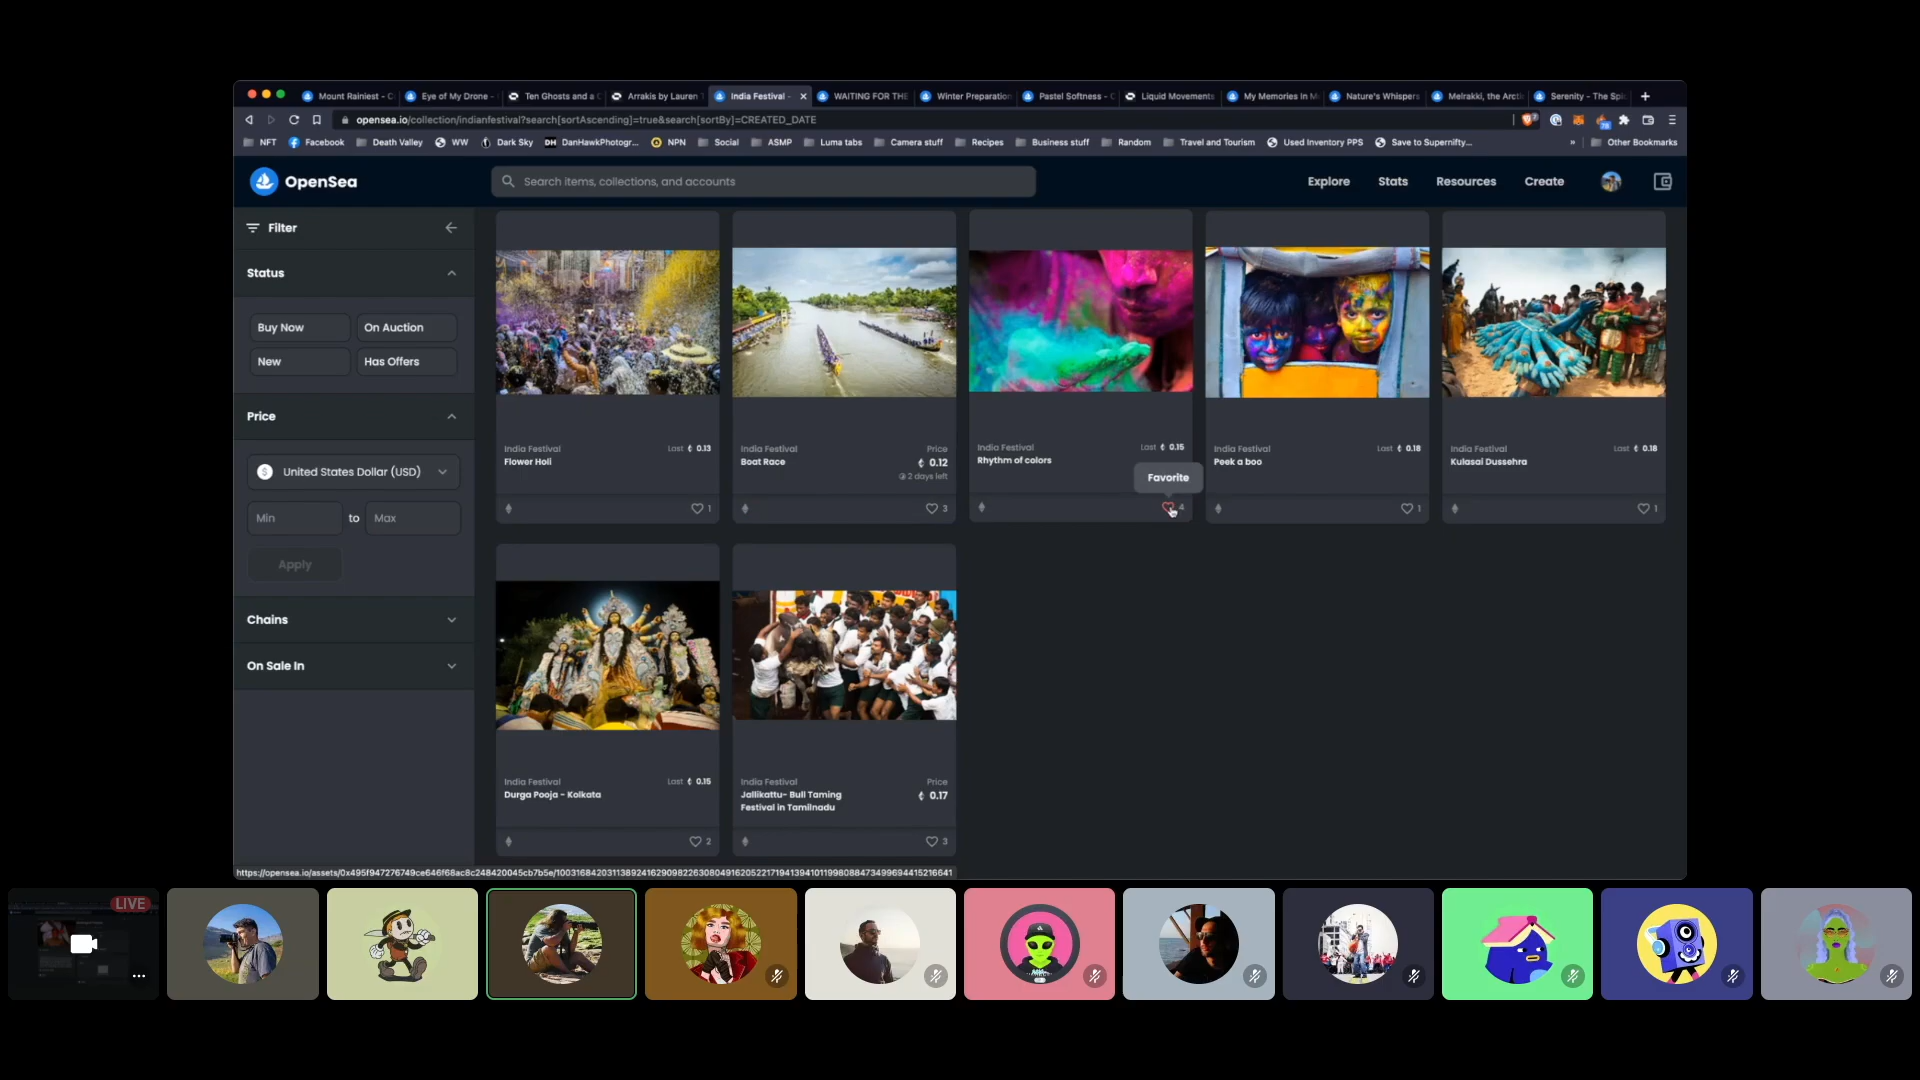 Mount Rainiest - C
Eye of My Drone -
Ten Ghosts and a C
Arrakis by Lauren T
India Festival -
WAITING FOR THE
Winter Preparation
Pastel Softness - C
Liquid Movements
My Memories In M
Nature's Whispers
Melrakki, the Arctic
Serenity - The Spi
opensea.io/collection/indianfestival?search[sortAscending]=true&search[sortBy]=CREATED_DATE
NFT
Facebook
Death Valley
WW
Dark Sky
DH DanHawkPhotogr...
NPN
Social
ASMP
Luma tabs
Camera stuff
Recipes
Business stuff
Random
Travel and Tourism
Used Inventory PPS
Save to Supernifty...
»
Other Bookmarks
OpenSea
Search items, collections, and accounts
Explore
Stats
Resources
Create
Filter
Status
Buy Now
On Auction
New
Has Offers
Price
United States Dollar (USD)
Min
to
Max
Apply
Chains
On Sale In
India Festival
Last 0.13
Flower Holi
1
India Festival
Price
Boat Race
0.12
2 days left
3
India Festival
Last 0.15
Rhythm of colors
Favorite
4
India Festival
Last 0.18
Peek a boo
1
India Festival
Last 0.18
Kulasai Dussehra
1
India Festival
Last 0.15
Durga Pooja - Kolkata
2
India Festival
Price
Jallikattu- Bull Taming
0.17
Festival in Tamilnadu
3
LIVE